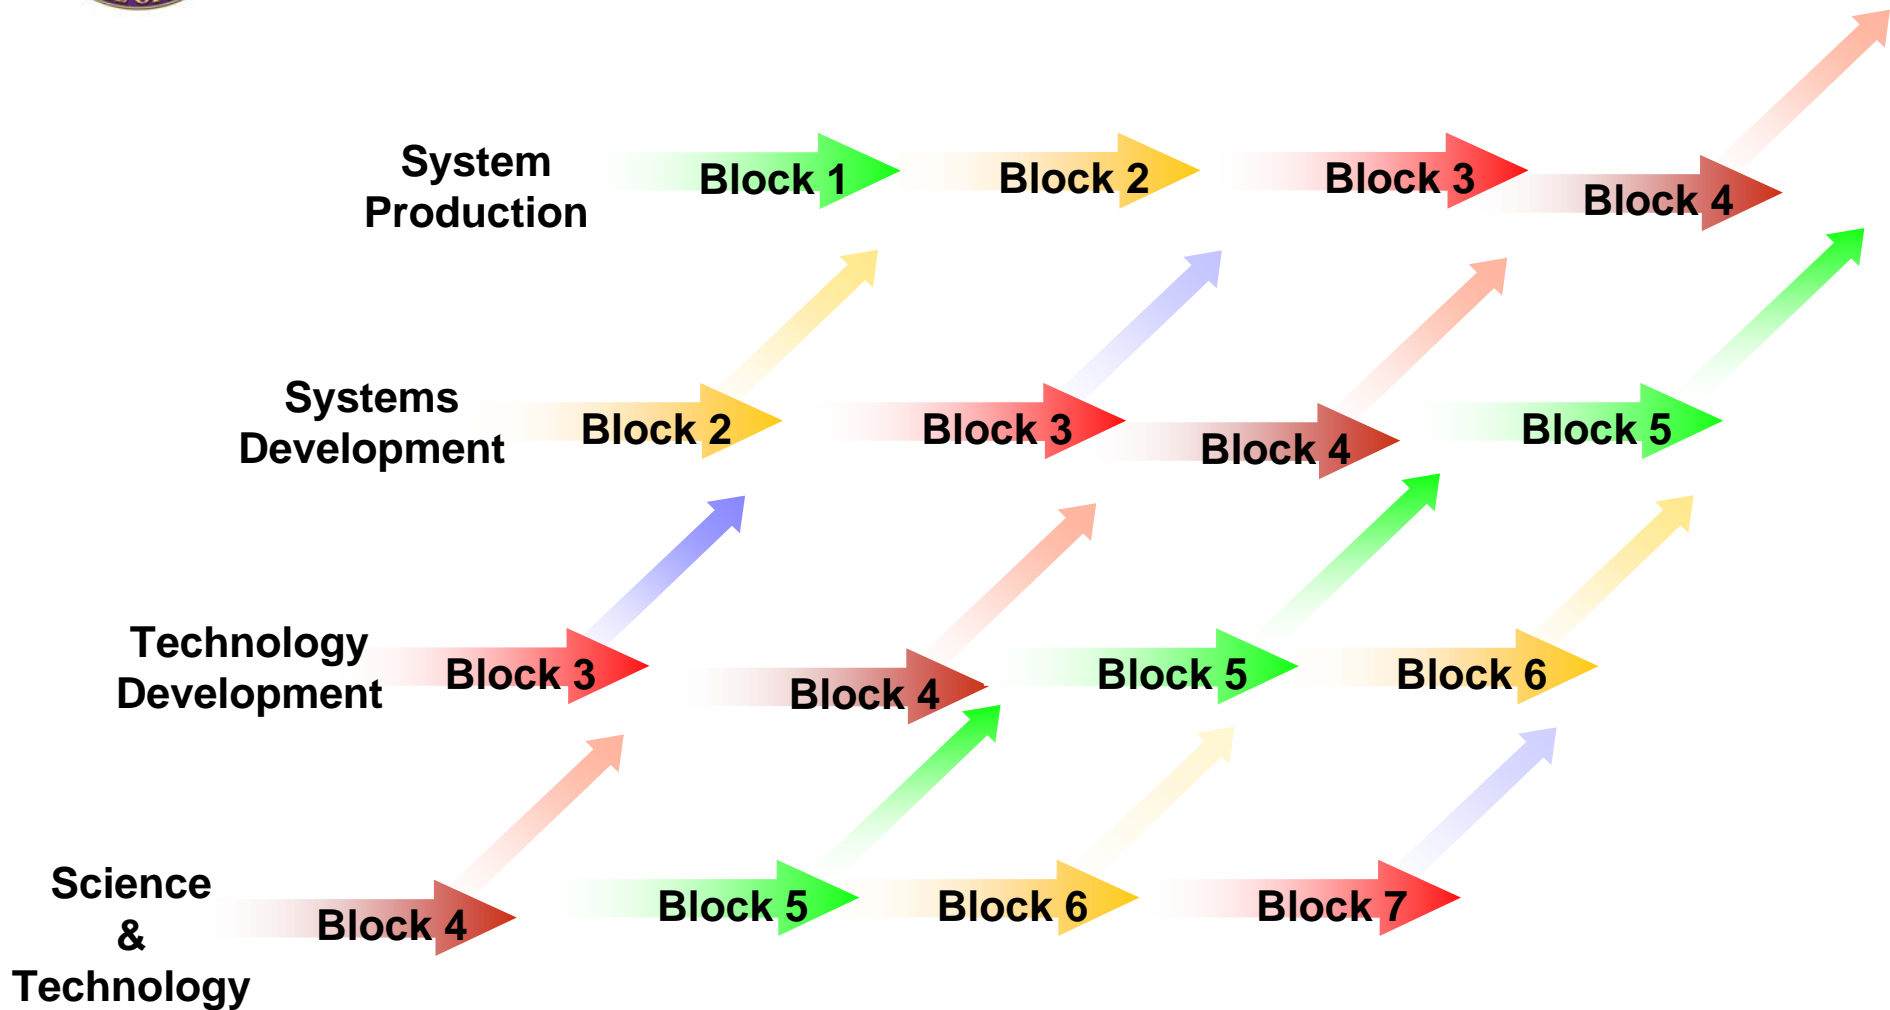 System
Production
Block 1
Block 2
Block 3
Block 4
Systems
Development
Block 2
Block 3
Block 4
Block 5
Technology
Development
Block 3
Block 4
Block 5
Block 6
Science
&
Technology
Block 4
Block 5
Block 6
Block 7